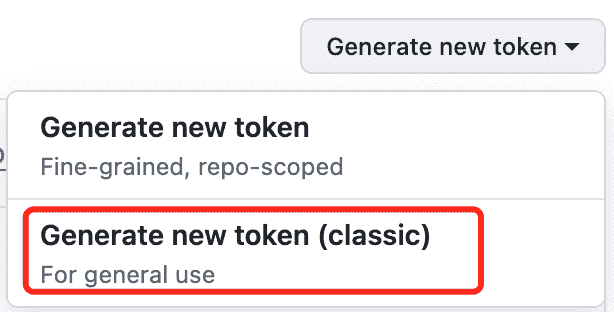 Generate new token
Generate new token
Fine-grained, repo-scoped
Generate new token (classic)
For general use